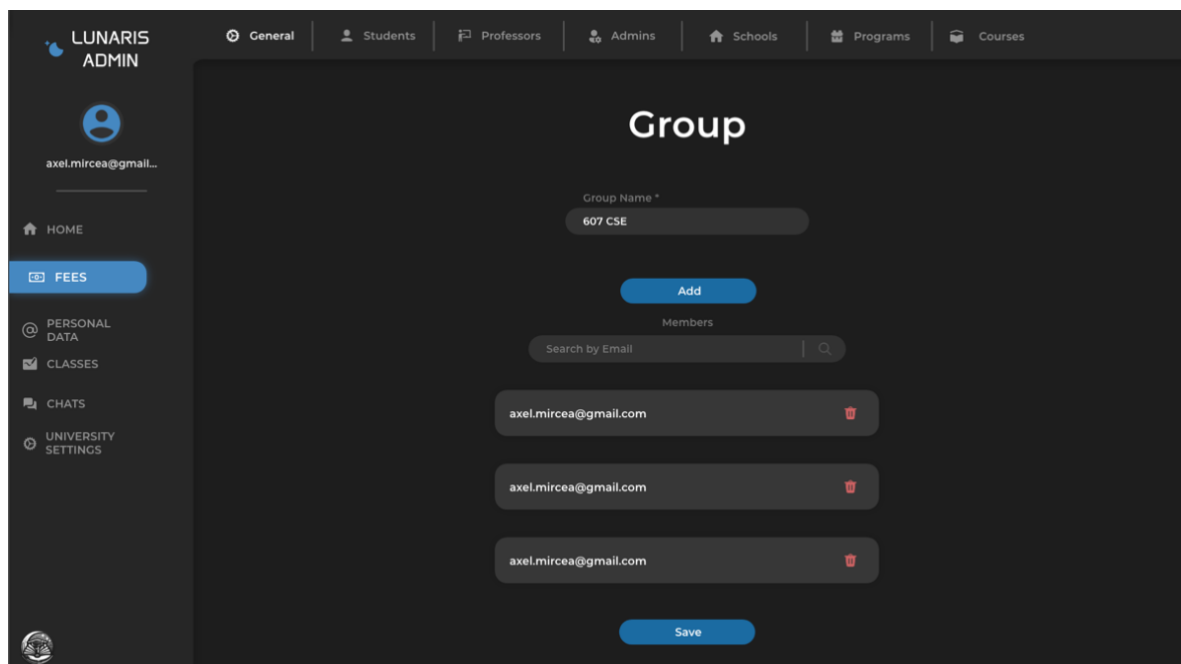 LUNARIS
ADMIN
axel.mircea@gmail...
HOME
FEES
PERSONAL
DATA
CLASSES
CHATS
UNIVERSITY
SETTINGS
General
Students
Professors
Admins
Schools
Programs
Courses
Group
Group Name *
607 CSE
Add
Members
Search by Email
axel.mircea@gmail.com
axel.mircea@gmail.com
axel.mircea@gmail.com
Save